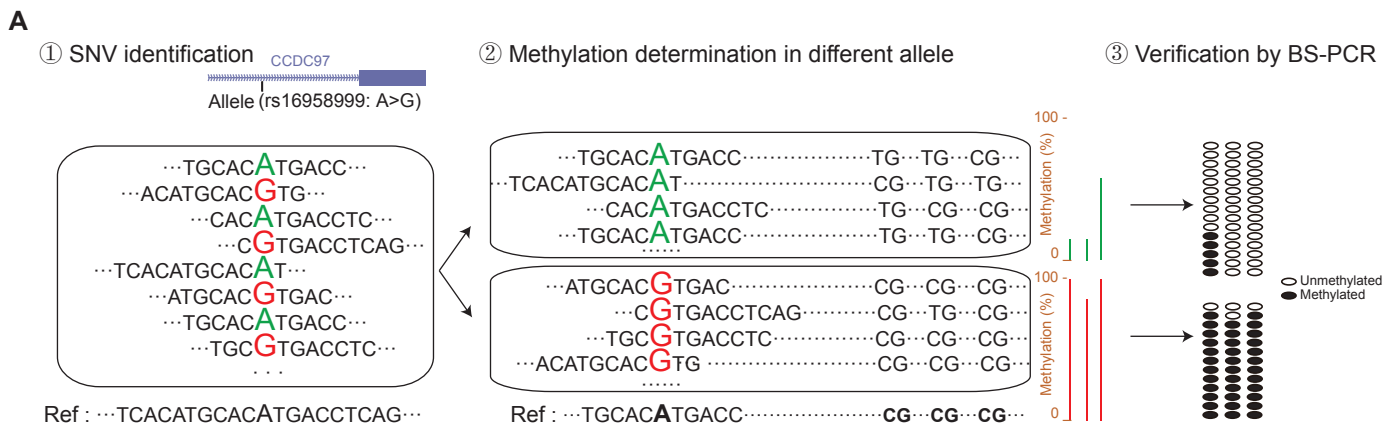 A
① SNV identification
CCDC97
Allele (rs16958999: A>G)
···TGCACATGACC···
···ACATGCACGTG···
···CACATGACCTC···
···CGTGACCTCAG···
···TCACATGCACAT···
···ATGCACGTGAC···
···TGCACATGACC···
···TGCGTGACCTC···
···
Ref : ···TCACATGCACATGACCTCAG···
② Methylation determination in different allele
···TGCACATGACC··················TG···TG···CG···
···TCACATGCACAT··················CG···TG···TG···
···CACATGACCTC··················TG···CG···CG···
···TGCACATGACC··················TG···TG···CG···
······
···ATGCACGTGAC··················CG···CG···CG···
···CGTGACCTCAG··················CG···TG···CG···
···TGCGTGACCTC··················CG···CG···CG···
···ACATGCACGTG··················CG···CG···CG···
······
Ref : ···TGCACATGACC··················CG···CG···CG···
100
Methylation (%)
0
100
Methylation (%)
0
③ Verification by BS-PCR
Unmethylated
Methylated